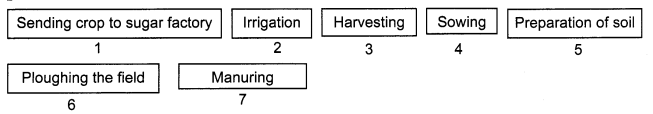 Sending crop to sugar factory Irrigation Harvesting Sowing Preparation of soil
1 2 3 4 5
Ploughing the field Manuring
6 7